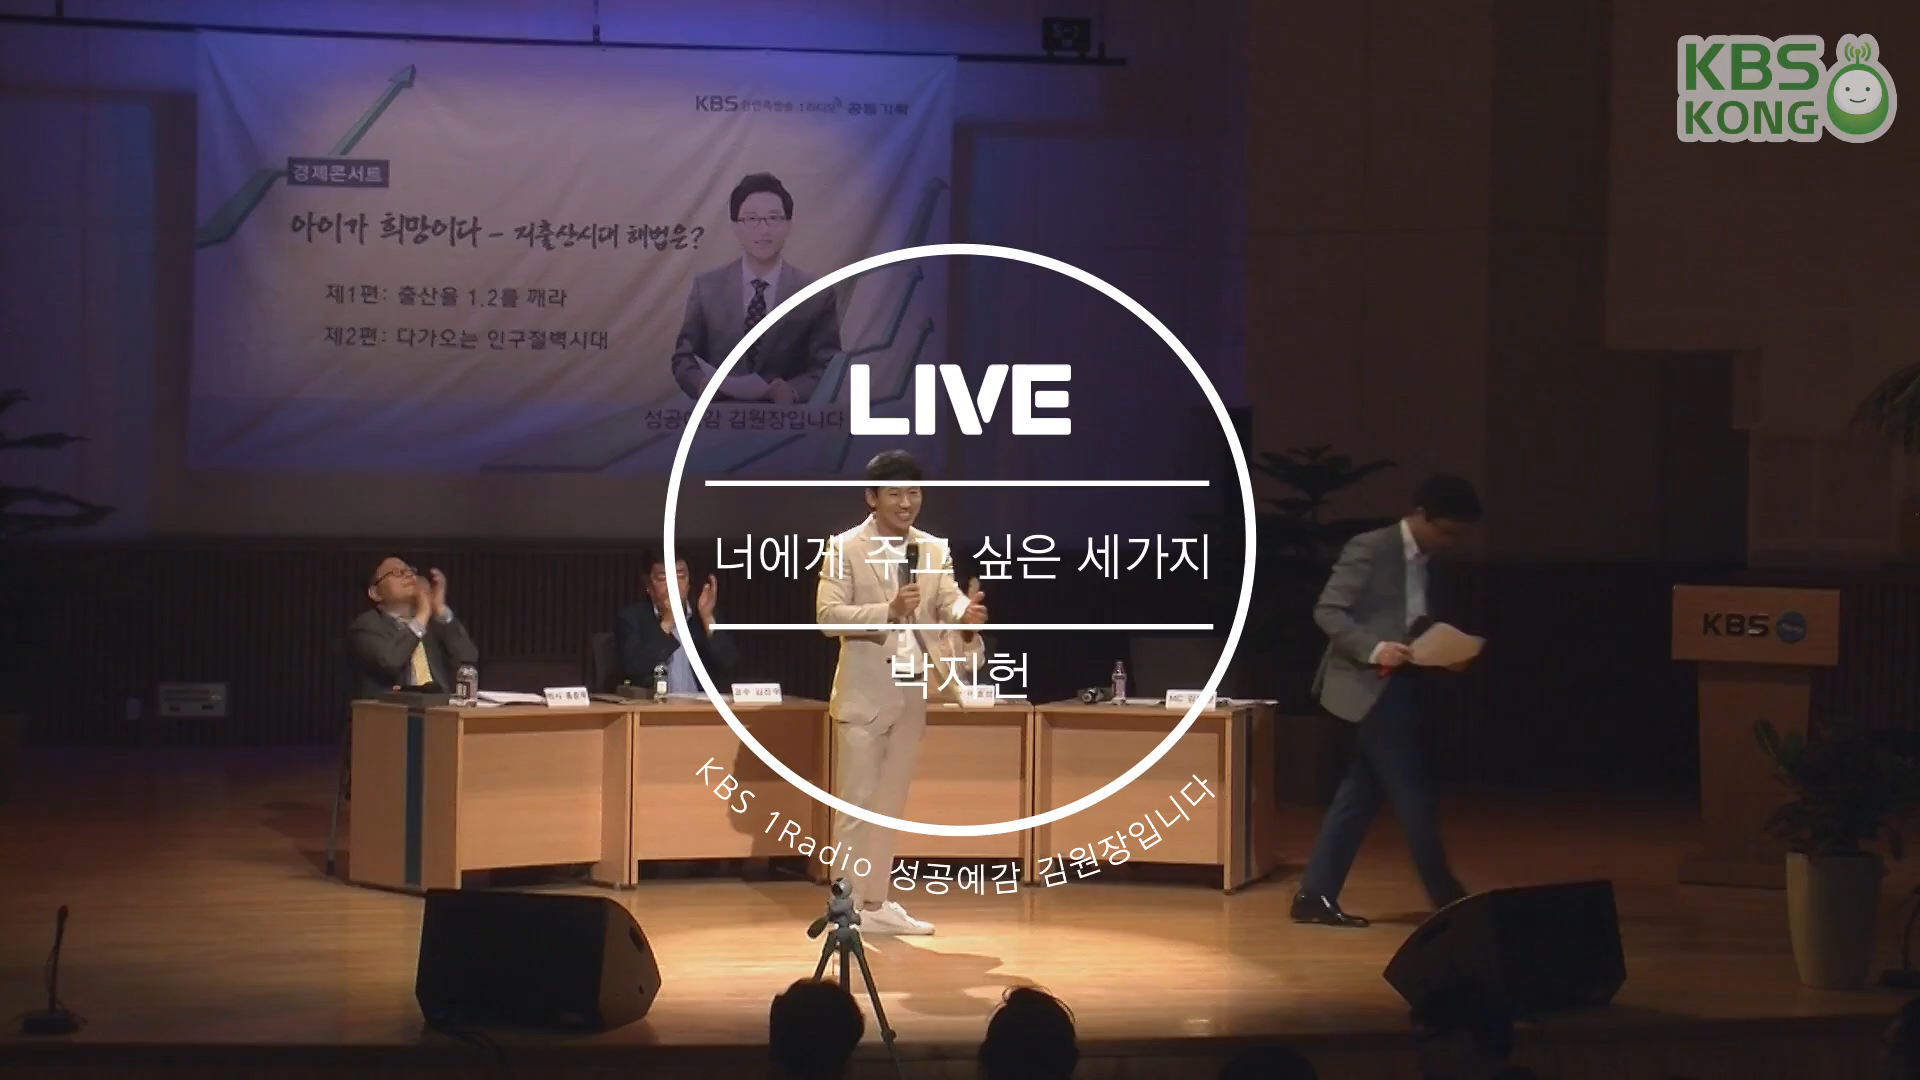 KBS
KONG
KBS 한민족방송 1라디오 공동기획
경제콘서트
아이가 희망이다 - 저출산시대 해법은?
제1편: 출산율 1.2를 깨라
제2편: 다가오는 인구절벽시대
성공예감 김원장입니다
LIVE
너에게 주고 싶은 세가지
박지헌
KBS 1Radio 성공예감 김원장입니다
KBS
MC